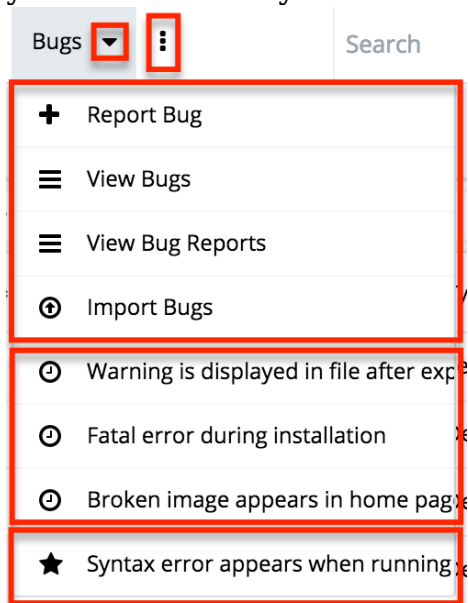 Bugs
Search
Report Bug
View Bugs
View Bug Reports
Import Bugs
Warning is displayed in file after exp
Fatal error during installation
Broken image appears in home pag
Syntax error appears when running